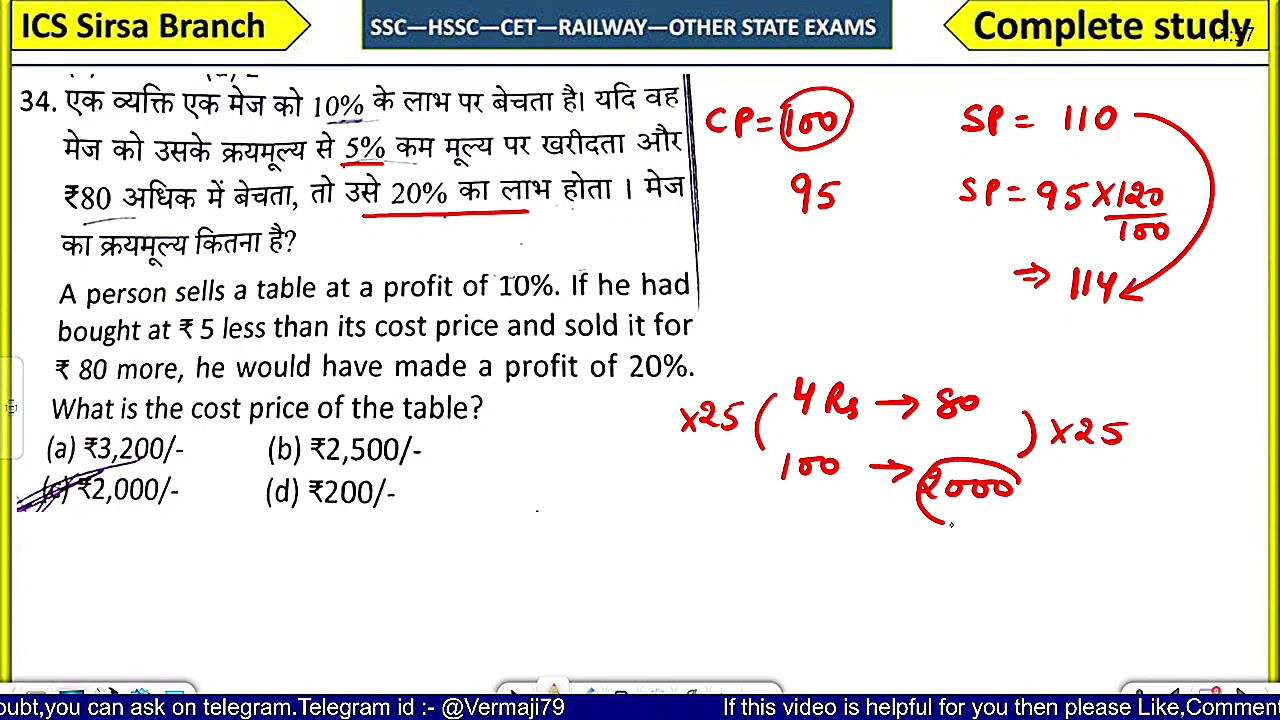 ICS Sirsa Branch
SSC—HSSC—CET—RAILWAY—OTHER STATE EXAMS
Complete study
34. एक व्यक्ति एक मेज को 10% के लाभ पर बेचता है। यदि वह
मेज को उसके क्रयमूल्य से 5% कम मूल्य पर खरीदता और
₹80 अधिक में बेचता, तो उसे 20% का लाभ होता । मेज
का क्रयमूल्य कितना है?
A person sells a table at a profit of 10%. If he had
bought at ₹ 5 less than its cost price and sold it for
₹ 80 more, he would have made a profit of 20%.
What is the cost price of the table?
(a) ₹3,200/- (b) ₹2,500/-
(c) ₹2,000/- (d) ₹200/-
CP = 100 SP = 110
95 SP = 95 × 120
100
⇒ 114
×25 ( 4 Rs → 80 ) ×25
100 → 2000
oubt,you can ask on telegram.Telegram id :- @Vermaji79 If this video is helpful for you then please Like,Commen